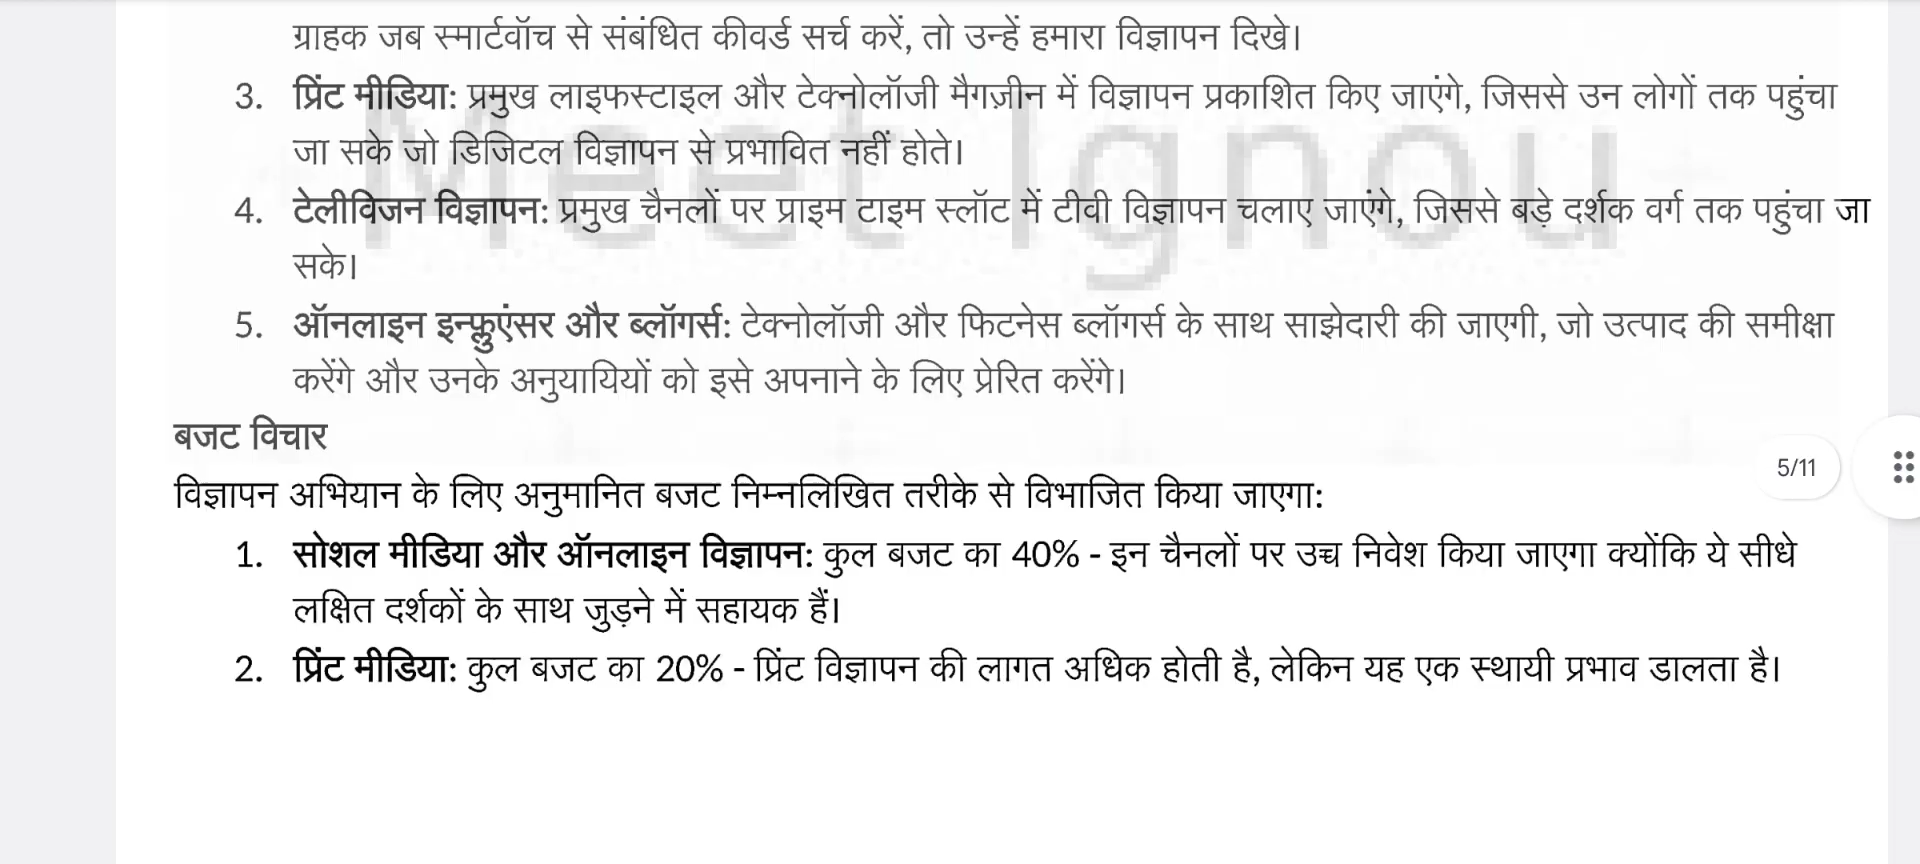 ग्राहक जब स्मार्टवॉच से संबंधित कीवर्ड सर्च करें, तो उन्हें हमारा विज्ञापन दिखे।
3. प्रिंट मीडिया: प्रमुख लाइफस्टाइल और टेक्नोलॉजी मैगज़ीन में विज्ञापन प्रकाशित किए जाएंगे, जिससे उन लोगों तक पहुंचा
जा सके जो डिजिटल विज्ञापन से प्रभावित नहीं होते।
Meet Ignou
4. टेलीविजन विज्ञापन: प्रमुख चैनलों पर प्राइम टाइम स्लॉट में टीवी विज्ञापन चलाए जाएंगे, जिससे बड़े दर्शक वर्ग तक पहुंचा जा
सके।
5. ऑनलाइन इन्फ्लुएंसर और ब्लॉगर्स: टेक्नोलॉजी और फिटनेस ब्लॉगर्स के साथ साझेदारी की जाएगी, जो उत्पाद की समीक्षा
करेंगे और उनके अनुयायियों को इसे अपनाने के लिए प्रेरित करेंगे।
बजट विचार
5/11
विज्ञापन अभियान के लिए अनुमानित बजट निम्नलिखित तरीके से विभाजित किया जाएगा:
1. सोशल मीडिया और ऑनलाइन विज्ञापन: कुल बजट का 40% - इन चैनलों पर उच्च निवेश किया जाएगा क्योंकि ये सीधे
लक्षित दर्शकों के साथ जुड़ने में सहायक हैं।
2. प्रिंट मीडिया: कुल बजट का 20% - प्रिंट विज्ञापन की लागत अधिक होती है, लेकिन यह एक स्थायी प्रभाव डालता है।